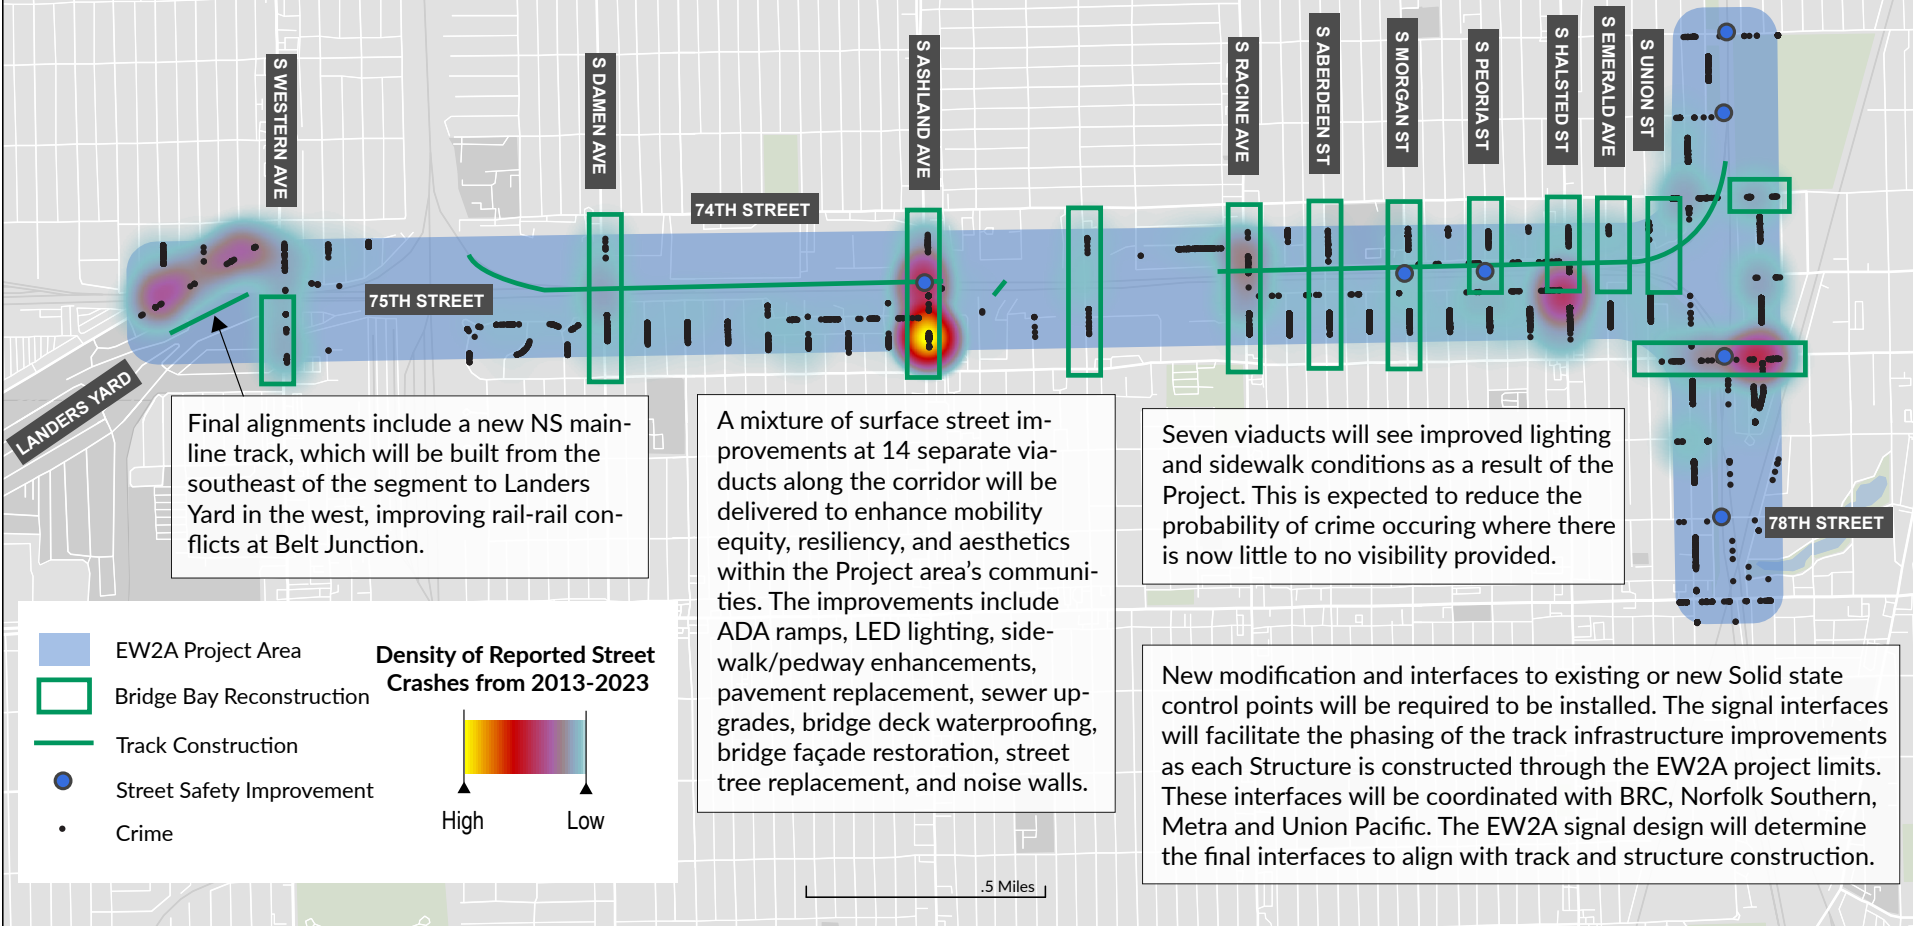 S WESTERN AVE
S DAMEN AVE
S ASHLAND AVE
S RACINE AVE
S ABERDEEN ST
S MORGAN ST
S PEORIA ST
S HALSTED ST
S EMERALD AVE
S UNION ST
74TH STREET
75TH STREET
LANDERS YARD
78TH STREET
Final alignments include a new NS main-
line track, which will be built from the
southeast of the segment to Landers
Yard in the west, improving rail-rail con-
flicts at Belt Junction.
A mixture of surface street im-
provements at 14 separate via-
ducts along the corridor will be
delivered to enhance mobility
equity, resiliency, and aesthetics
within the Project area's communi-
ties. The improvements include
ADA ramps, LED lighting, side-
walk/pedway enhancements,
pavement replacement, sewer up-
grades, bridge deck waterproofing,
bridge façade restoration, street
tree replacement, and noise walls.
Seven viaducts will see improved lighting
and sidewalk conditions as a result of the
Project. This is expected to reduce the
probability of crime occuring where there
is now little to no visibility provided.
New modification and interfaces to existing or new Solid state
control points will be required to be installed. The signal interfaces
will facilitate the phasing of the track infrastructure improvements
as each Structure is constructed through the EW2A project limits.
These interfaces will be coordinated with BRC, Norfolk Southern,
Metra and Union Pacific. The EW2A signal design will determine
the final interfaces to align with track and structure construction.
EW2A Project Area
Bridge Bay Reconstruction
Track Construction
Street Safety Improvement
Crime
Density of Reported Street
Crashes from 2013-2023
High
Low
.5 Miles